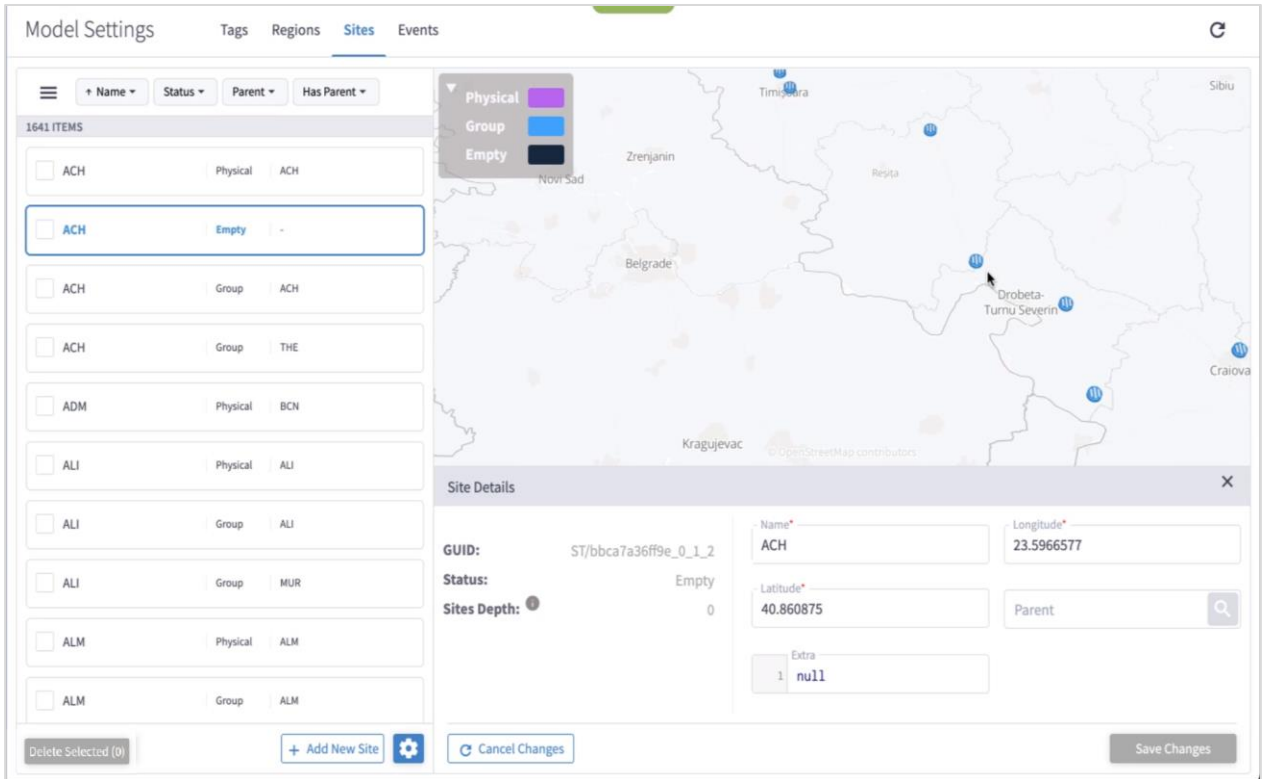 Model Settings Tags Regions Sites Events
↑ Name Status Parent Has Parent
1641 ITEMS
ACH Physical ACH
ACH Empty -
ACH Group ACH
ACH Group THE
ADM Physical BCN
ALI Physical ALI
ALI Group ALI
ALI Group MUR
ALM Physical ALM
ALM Group ALM
Delete Selected (0)
+ Add New Site
Physical
Group
Empty
Timișoara
Sibiu
Zrenjanin
Novi Sad
Reșița
Belgrade
Drobeta-
Turnu Severin
Craiova
Kragujevac
© OpenStreetMap contributors
Site Details
GUID: ST/bbca7a36ff9e_0_1_2
Status: Empty
Sites Depth: 0
Name*
ACH
Longitude*
23.5966577
Latitude*
40.860875
Parent
Extra
1 null
Cancel Changes
Save Changes